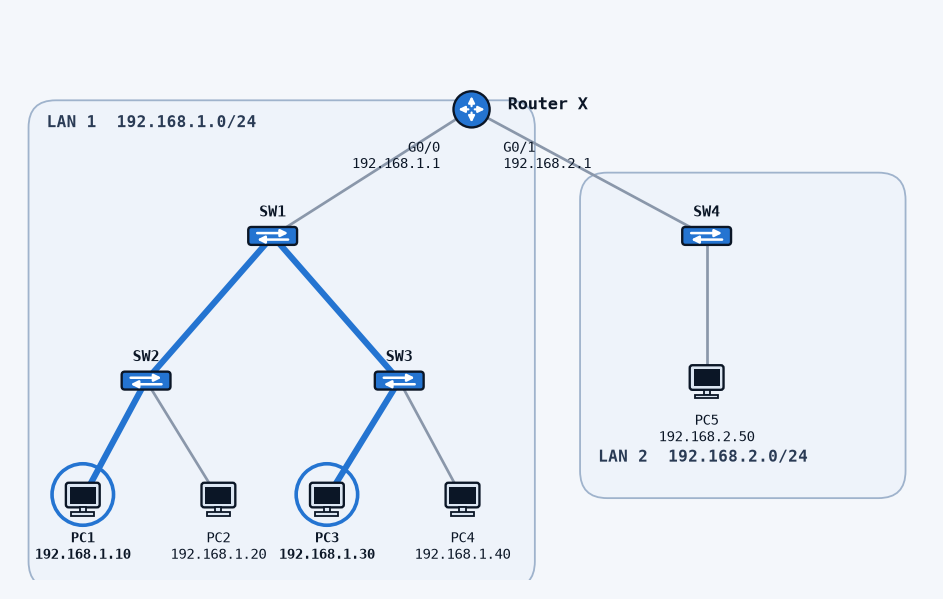 Router X
LAN 1  192.168.1.0/24
G0/0
192.168.1.1
G0/1
192.168.2.1
SW1
SW4
SW2
SW3
PC5
192.168.2.50
LAN 2  192.168.2.0/24
PC1
192.168.1.10
PC2
192.168.1.20
PC3
192.168.1.30
PC4
192.168.1.40